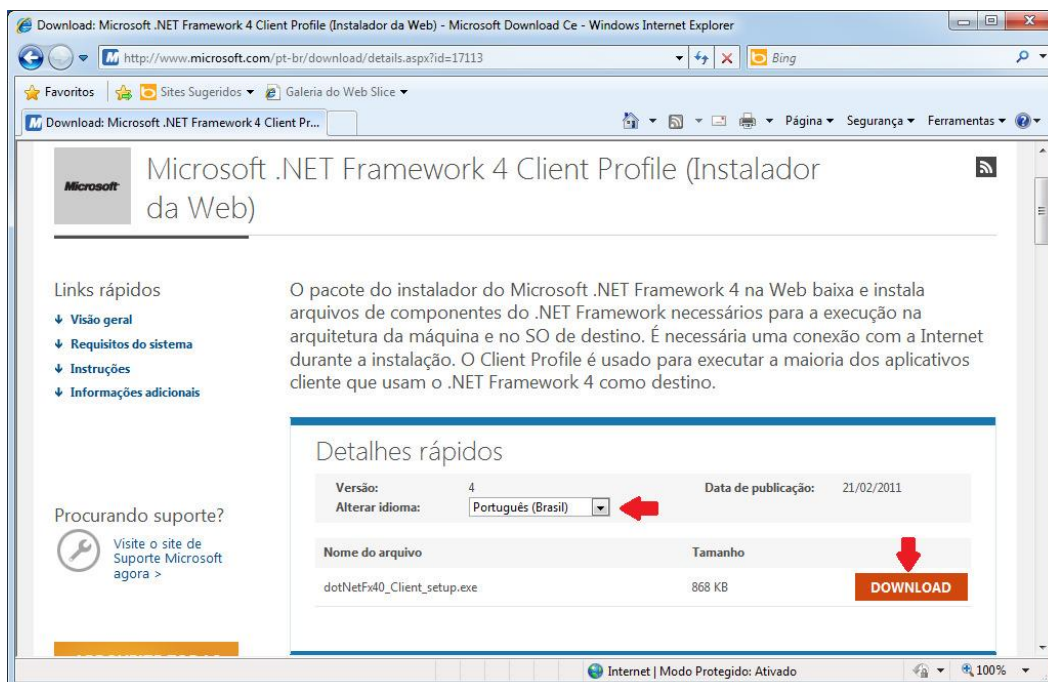 Download: Microsoft .NET Framework 4 Client Profile (Instalador da Web) - Microsoft Download Ce - Windows Internet Explorer
http://www.microsoft.com/pt-br/download/details.aspx?id=17113
Bing
Favoritos
Sites Sugeridos
Galeria do Web Slice
Download: Microsoft .NET Framework 4 Client Pr...
Página
Segurança
Ferramentas
Microsoft
Microsoft .NET Framework 4 Client Profile (Instalador
da Web)
Links rápidos
Visão geral
Requisitos do sistema
Instruções
Informações adicionais
O pacote do instalador do Microsoft .NET Framework 4 na Web baixa e instala
arquivos de componentes do .NET Framework necessários para a execução na
arquitetura da máquina e no SO de destino. É necessária uma conexão com a Internet
durante a instalação. O Client Profile é usado para executar a maioria dos aplicativos
cliente que usam o .NET Framework 4 como destino.
Detalhes rápidos
Versão: 4 Data de publicação: 21/02/2011
Alterar idioma: Português (Brasil)
Nome do arquivo Tamanho
dotNetFx40_Client_setup.exe 868 KB DOWNLOAD
Procurando suporte?
Visite o site de
Suporte Microsoft
agora >
Internet | Modo Protegido: Ativado
100%